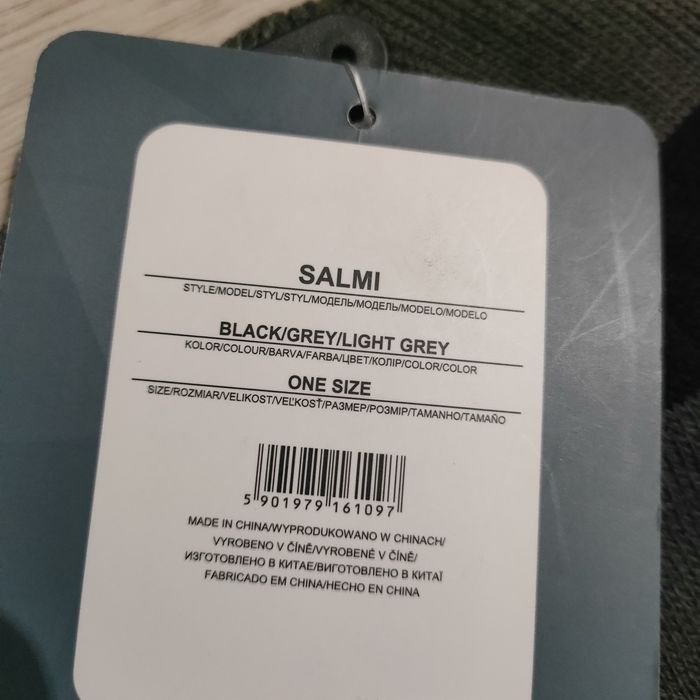 SALMI
STYLE/MODEL/STYL/STYL/МОДЕЛЬ/МОДЕЛЬ/MODELO/MODELO
BLACK/GREY/LIGHT GREY
KOLOR/COLOUR/BARVA/FARBA/ЦВЕТ/КОЛІР/COLOR/COLOR
ONE SIZE
SIZE/ROZMIAR/VELIKOST/VEĽKOSŤ/РАЗМЕР/РОЗМІР/TAMANHO/TAMAÑO
5 901979 161097
MADE IN CHINA/WYPRODUKOWANO W CHINACH/
VYROBENO V ČÍNĚ/VYROBENÉ V ČÍNĚ/
ИЗГОТОВЛЕНО В КИТАЕ/ВИГОТОВЛЕНО В КИТАЇ
FABRICADO EM CHINA/HECHO EN CHINA